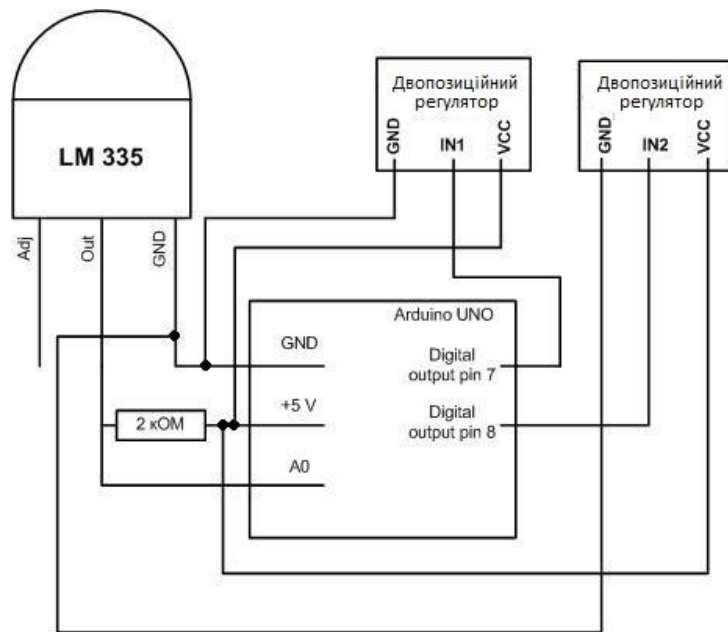 LM 335
Adj
Out
GND
Двопозиційний
регулятор
GND
IN1
VCC
Двопозиційний
регулятор
GND
IN2
VCC
Arduino UNO
GND
Digital
output pin 7
+5 V
2 кОМ
Digital
output pin 8
A0